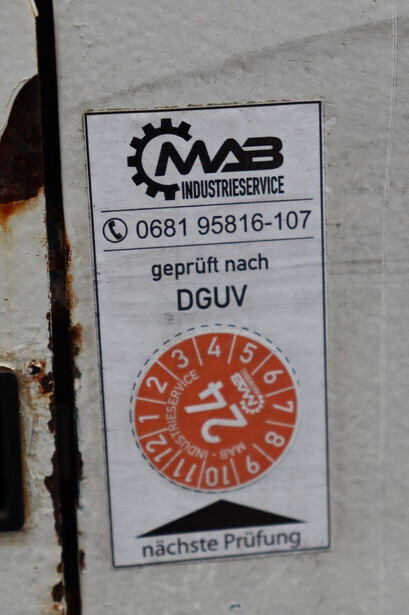 MAB
INDUSTRIESERVICE
0681 95816-107
geprüft nach
DGUV
1 2 3 4 5 6 7 8 9 10 11 12
24
MAB
MAB - INDUSTRIESERVICE
nächste Prüfung